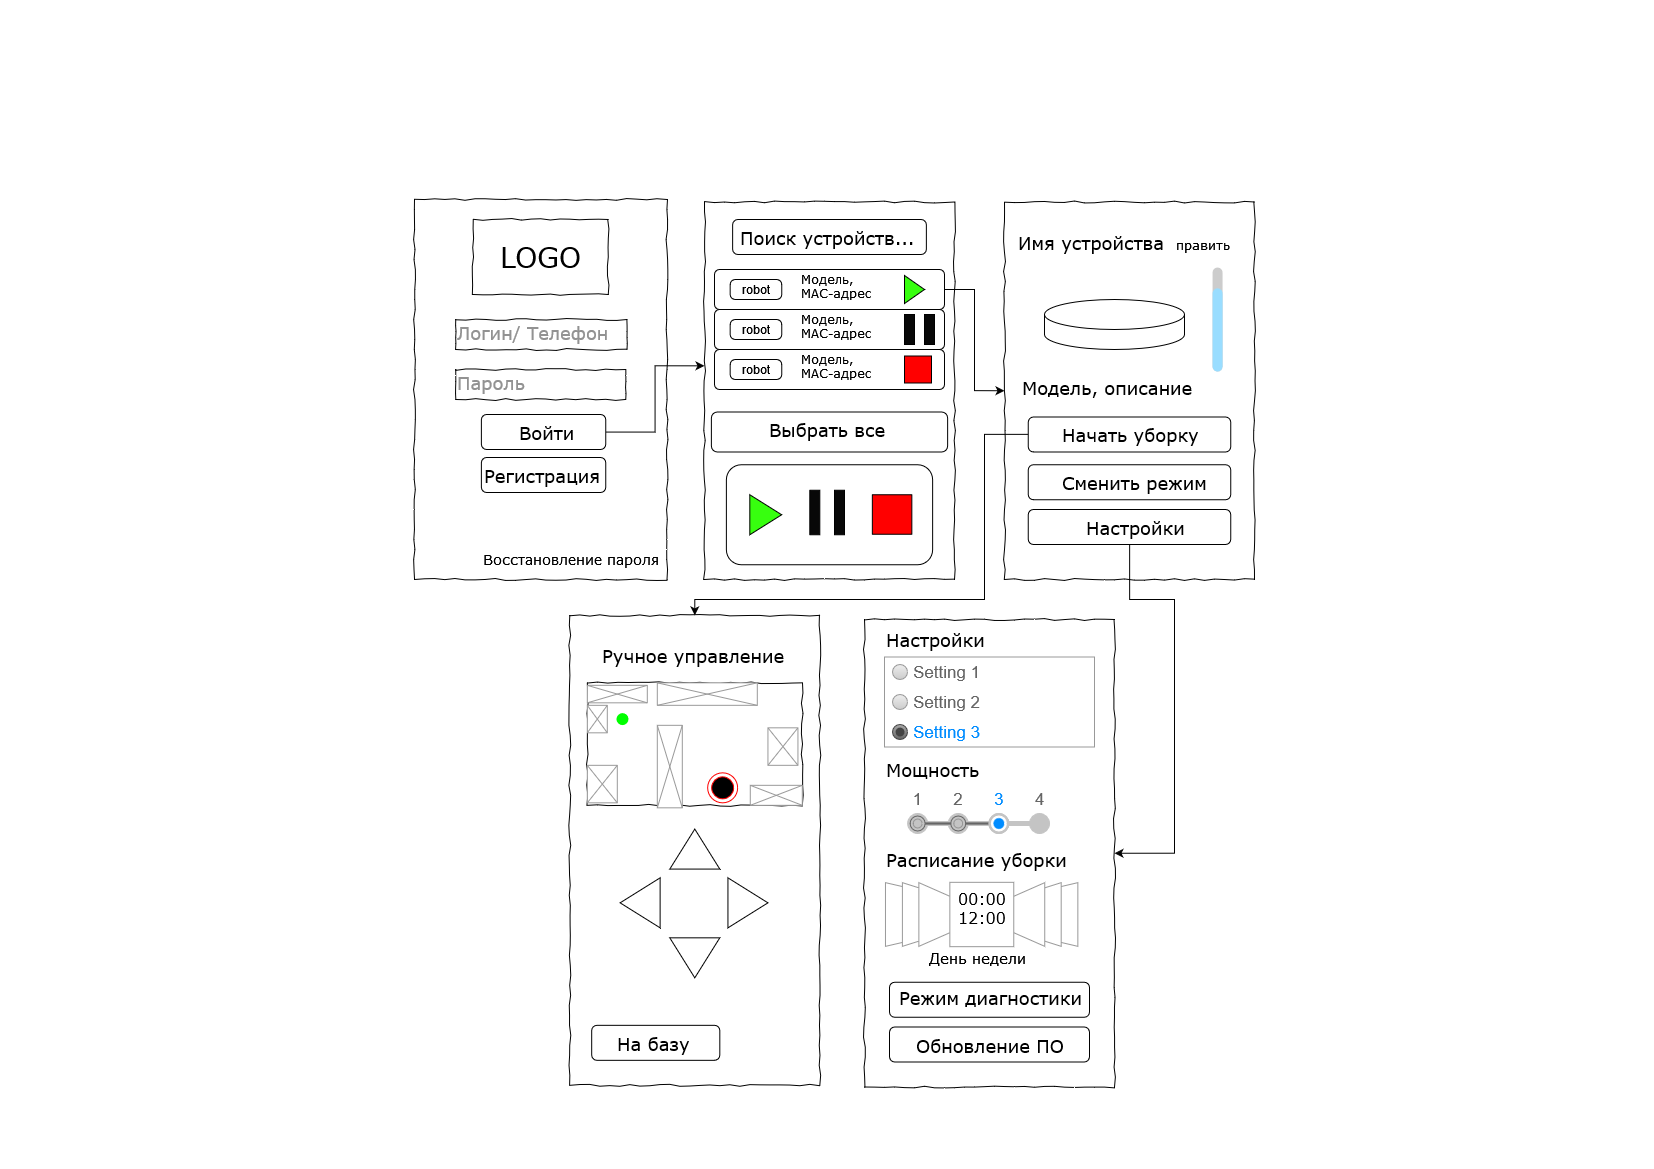 LOGO
Логин/ Телефон
Пароль
Войти
Регистрация
Восстановление пароля
Поиск устройств...
robot
Модель,
MAC-адрес
robot
Модель,
MAC-адрес
robot
Модель,
MAC-адрес
Выбрать все
Имя устройства править
Модель, описание
Начать уборку
Сменить режим
Настройки
Ручное управление
На базу
Настройки
Setting 1
Setting 2
Setting 3
Мощность
1 2 3 4
Расписание уборки
00:00
12:00
День недели
Режим диагностики
Обновление ПО